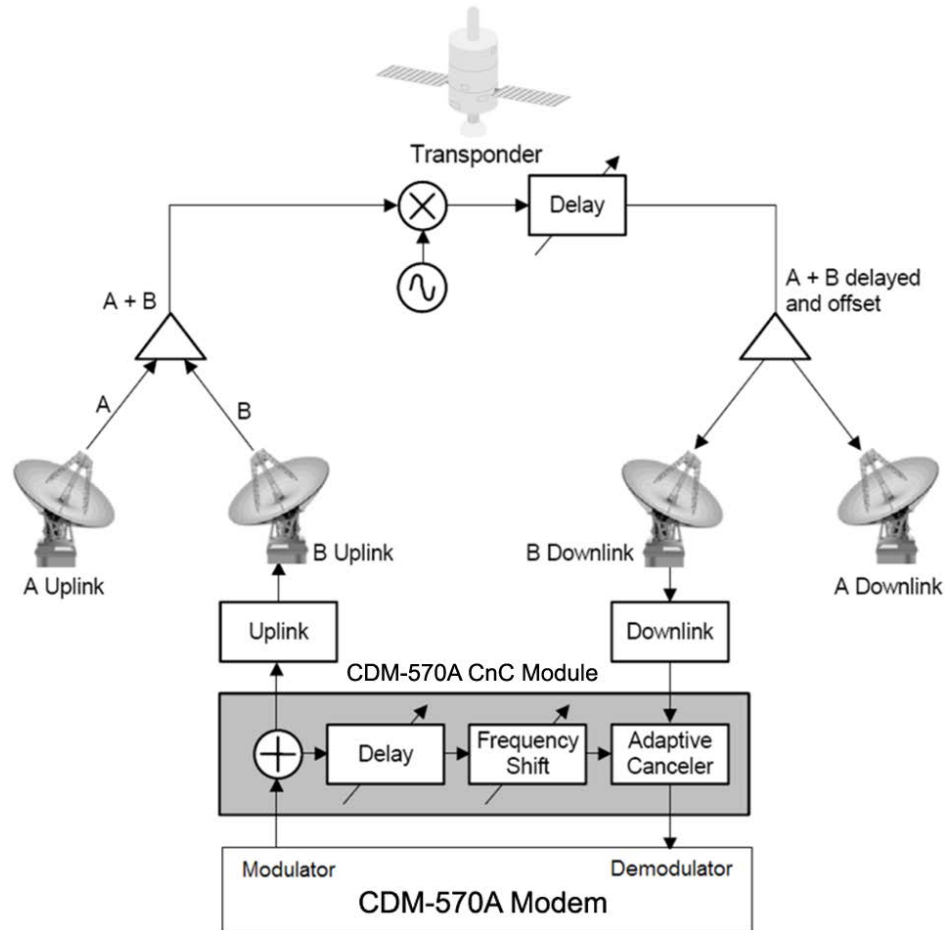 Transponder
Delay
A + B
A + B delayed
and offset
A
B
A Uplink
B Uplink
B Downlink
A Downlink
Uplink
Downlink
CDM-570A CnC Module
Delay
Frequency
Shift
Adaptive
Canceler
Modulator
Demodulator
CDM-570A Modem